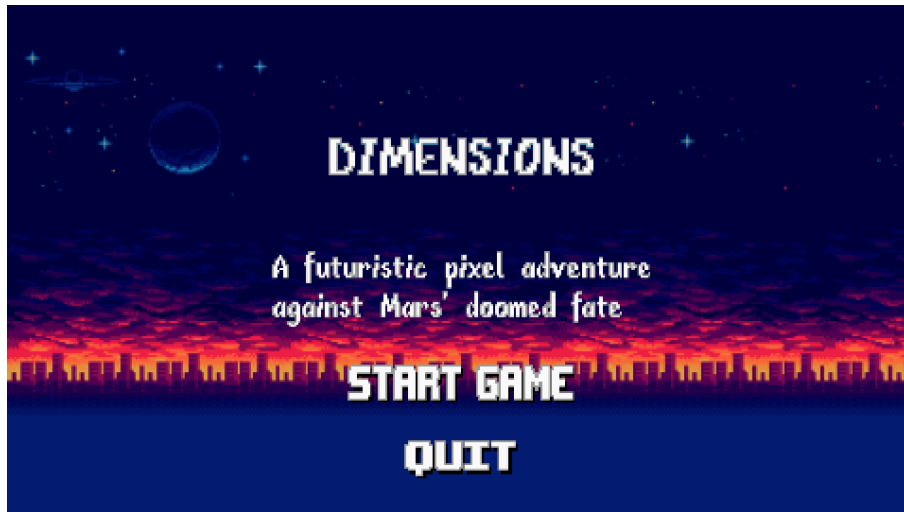 DIMENSIONS
A futuristic pixel adventure
against Mars' doomed fate
START GAME
QUIT